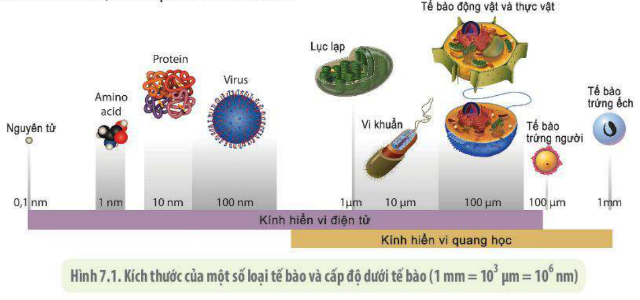 Tế bào động vật và thực vật
Lục lạp
Protein
Virus
Amino
acid
Nguyên tử
Vi khuẩn
Tế bào
trứng người
Tế bào
trứng ếch
0,1 nm
1 nm
10 nm
100 nm
1μm
10 μm
100 μm
100 μm
1mm
Kính hiển vi điện tử
Kính hiển vi quang học
Hình 7.1. Kích thước của một số loại tế bào và cấp độ dưới tế bào (1 mm = 10³ μm = 10⁶ nm)